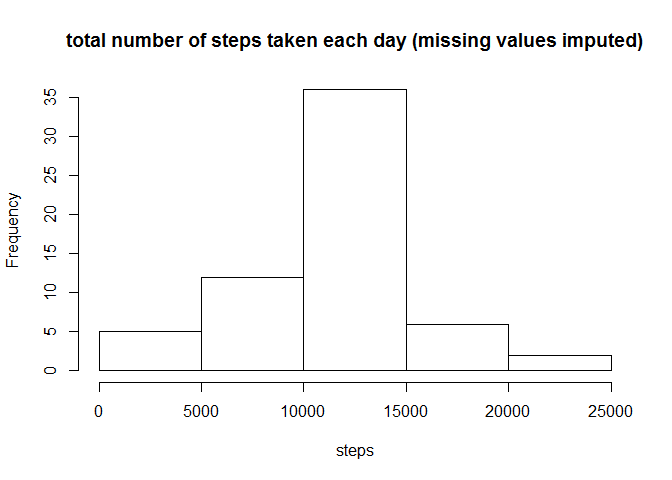 total number of steps taken each day (missing values imputed)
35
30
25
20
15
10
5
0
Frequency
0 5000 10000 15000 20000 25000
steps